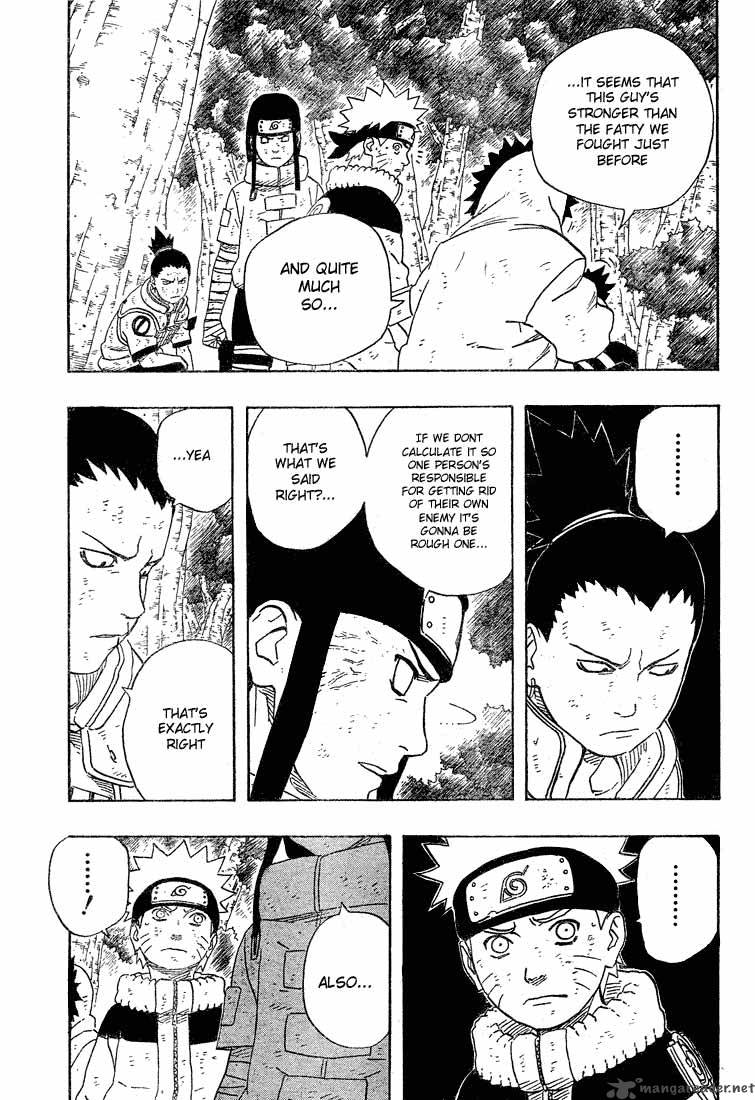 ...IT SEEMS THAT
THIS GUY'S
STRONGER THAN
THE FATTY WE
FOUGHT JUST
BEFORE
AND QUITE
MUCH
SO...
........
IF WE DONT
CALCULATE IT SO
ONE PERSON'S
RESPONSIBLE
FOR GETTING RID
OF THEIR OWN
ENEMY IT'S
GONNA BE
ROUGH ONE...
THAT'S
WHAT WE
SAID
RIGHT?...
...YEA
THAT'S
EXACTLY
RIGHT
........
ALSO...
......!
mangareader.net